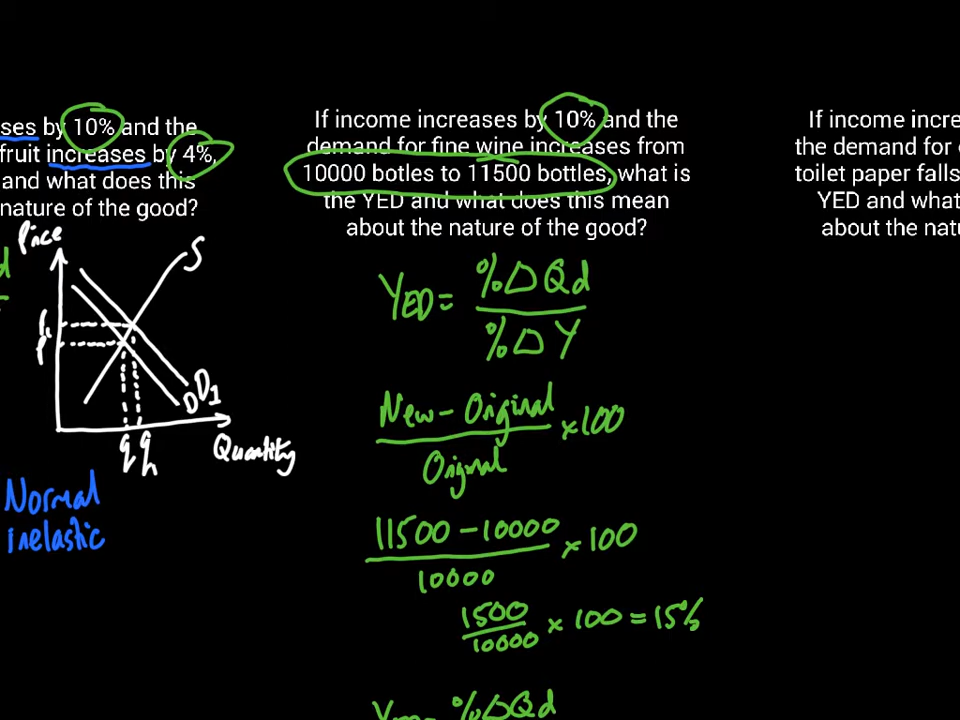 ses by 10% and the
fruit increases by 4%,
and what does this
nature of the good?
d
Price
S
P1
P
D D1
q q1
Quantity
Normal
inelastic
If income increases by 10% and the
demand for fine wine increases from
10000 botles to 11500 bottles, what is
the YED and what does this mean
about the nature of the good?
YED = %ΔQd
%ΔY
New - Original × 100
Original
11500 - 10000 × 100
10000
1500 × 100 = 15%
10000
%ΔQd
If income incre
the demand for
toilet paper falls
YED and what
about the natu